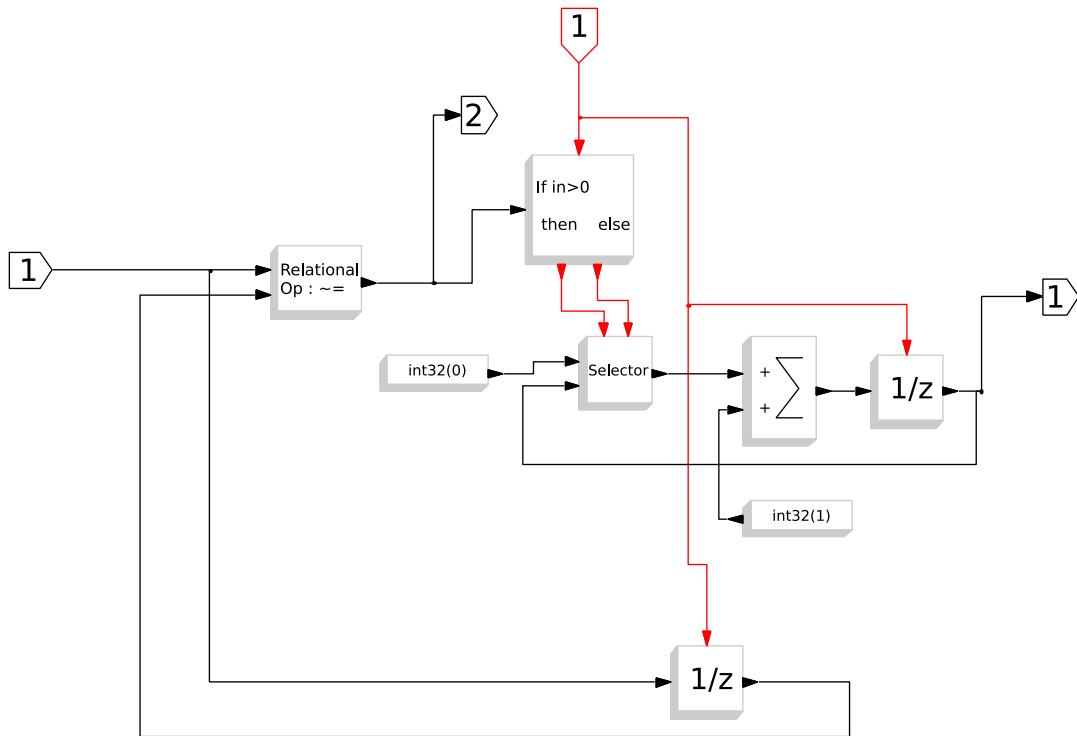 1
2
If in>0
then else
1
Relational
Op : ~=
1
int32(0)
Selector
+
+
1/z
int32(1)
1/z